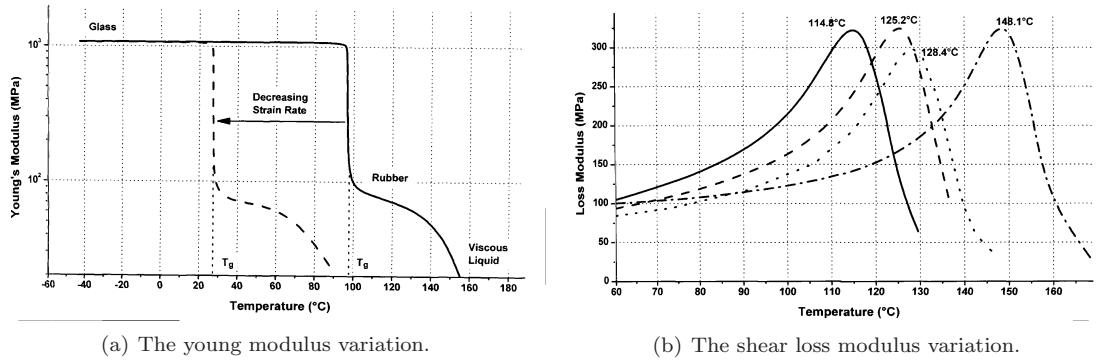 Glass
10³
Decreasing
Strain Rate
Rubber
10²
Viscous
Liquid
Tg
Tg
Young's Modulus (MPa)
-60 -40 -20 0 20 40 60 80 100 120 140 160 180
Temperature (°C)
(a) The young modulus variation.
114.8°C
125.2°C
148.1°C
128.4°C
300
250
200
150
100
50
0
Loss Modulus (MPa)
60 70 80 90 100 110 120 130 140 150 160
Temperature (°C)
(b) The shear loss modulus variation.